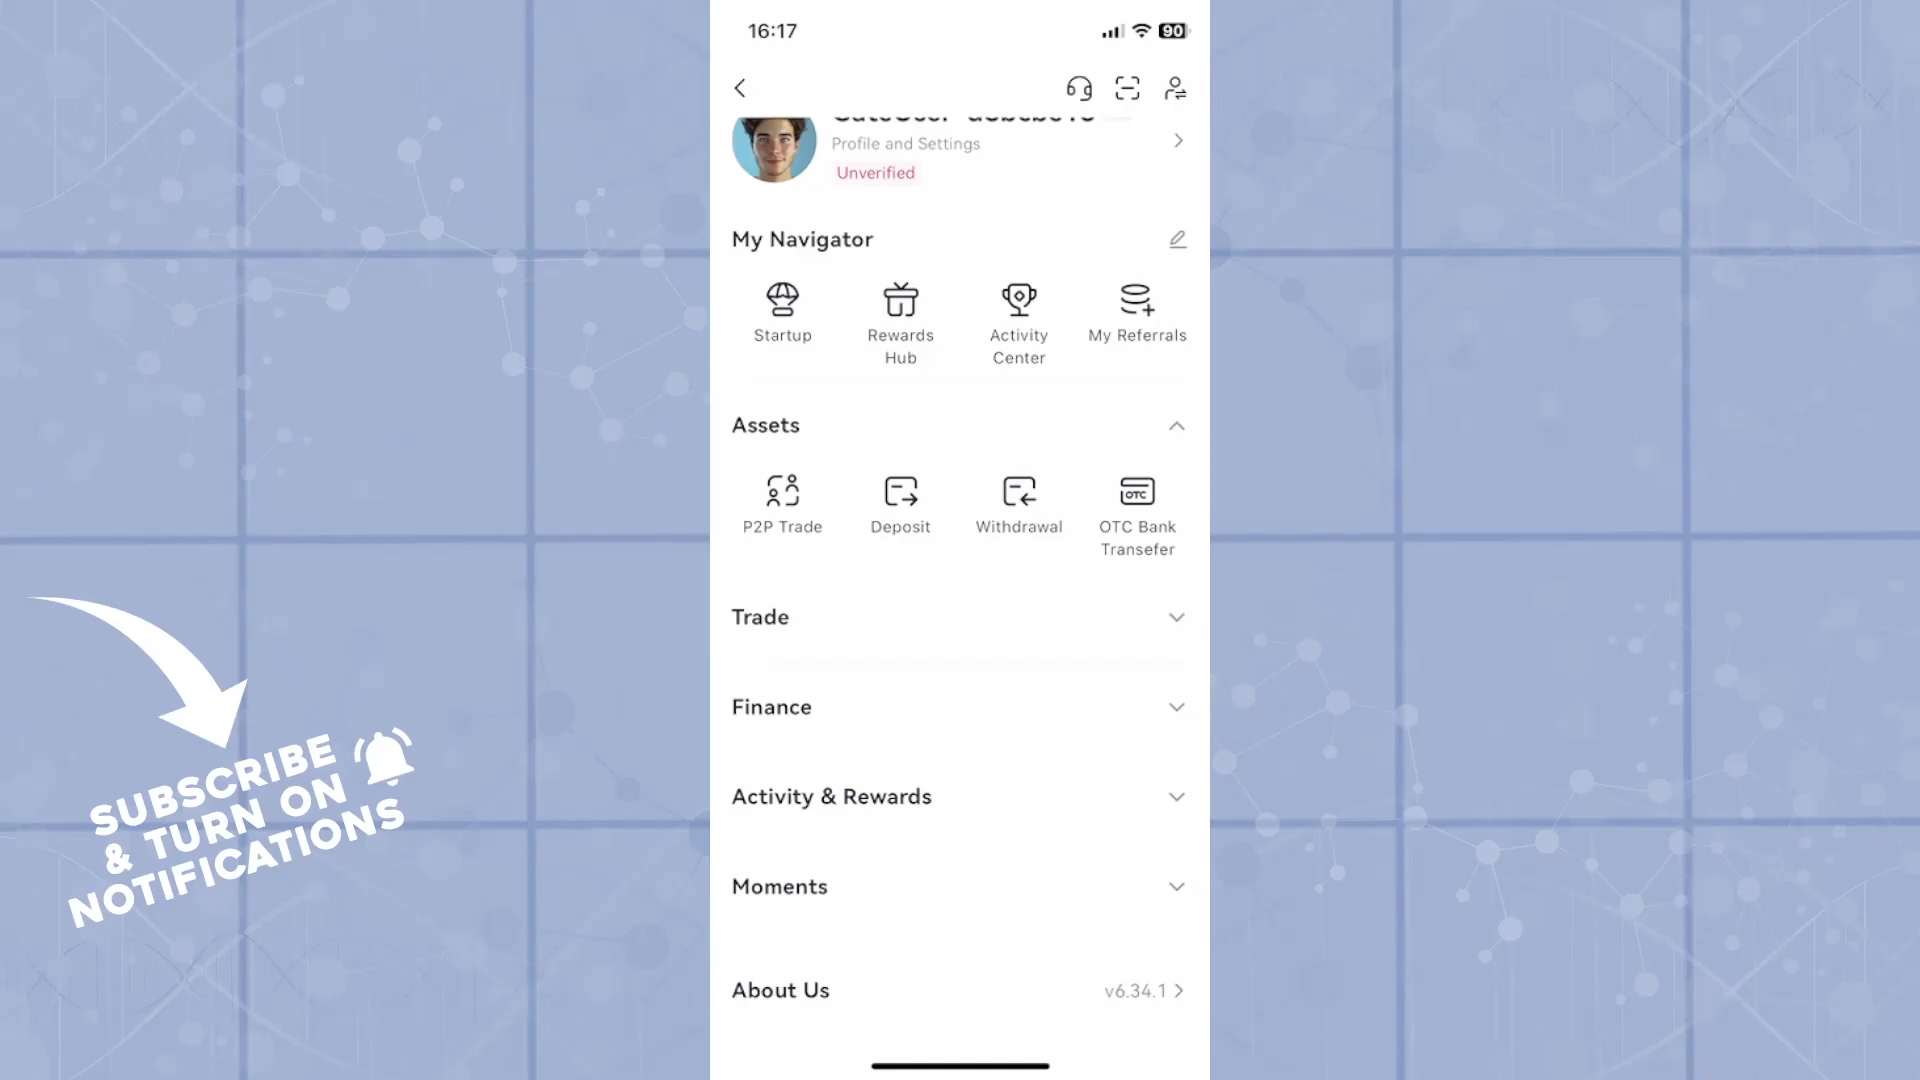 16:17
90
Profile and Settings
Unverified
My Navigator
Startup
Rewards
Hub
Activity
Center
My Referrals
Assets
P2P Trade
Deposit
Withdrawal
OTC
OTC Bank
Transefer
Trade
Finance
Activity & Rewards
Moments
About Us
v6.34.1
SUBSCRIBE
& TURN ON
NOTIFICATIONS